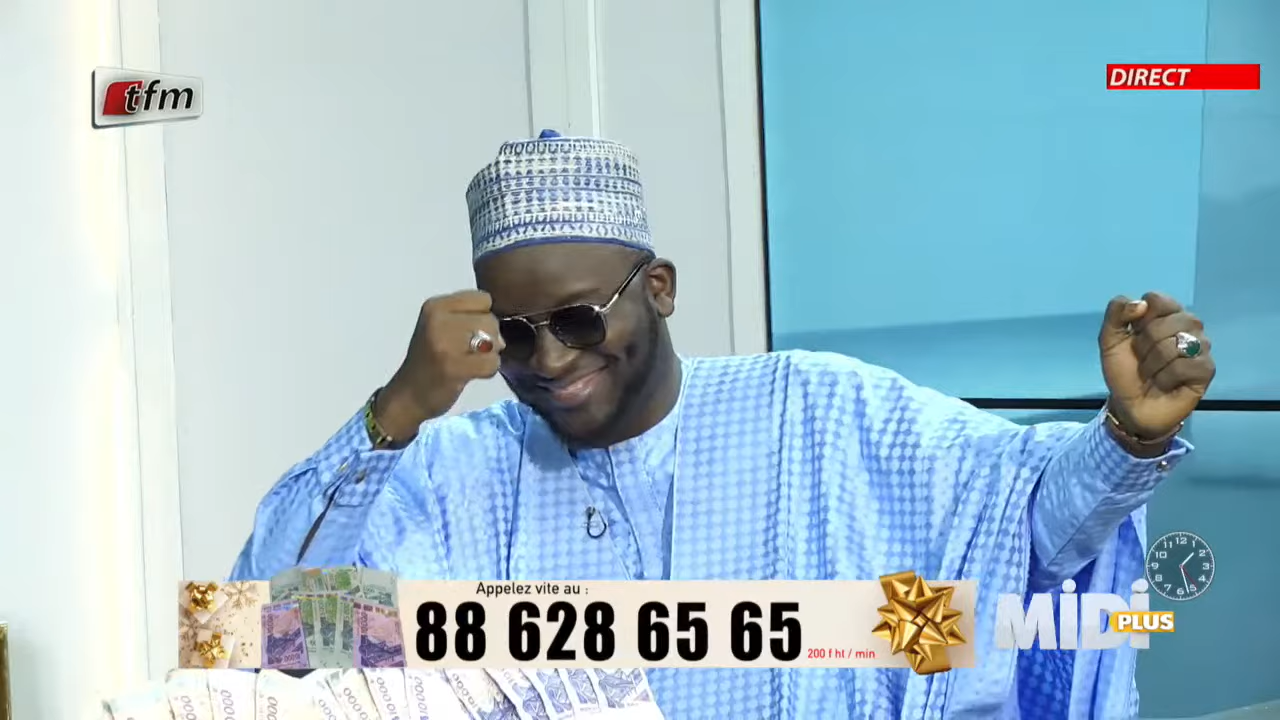 tfm
DIRECT
Appelez vite au :
88 628 65 65
200 f ht / min
MiDi
PLUS